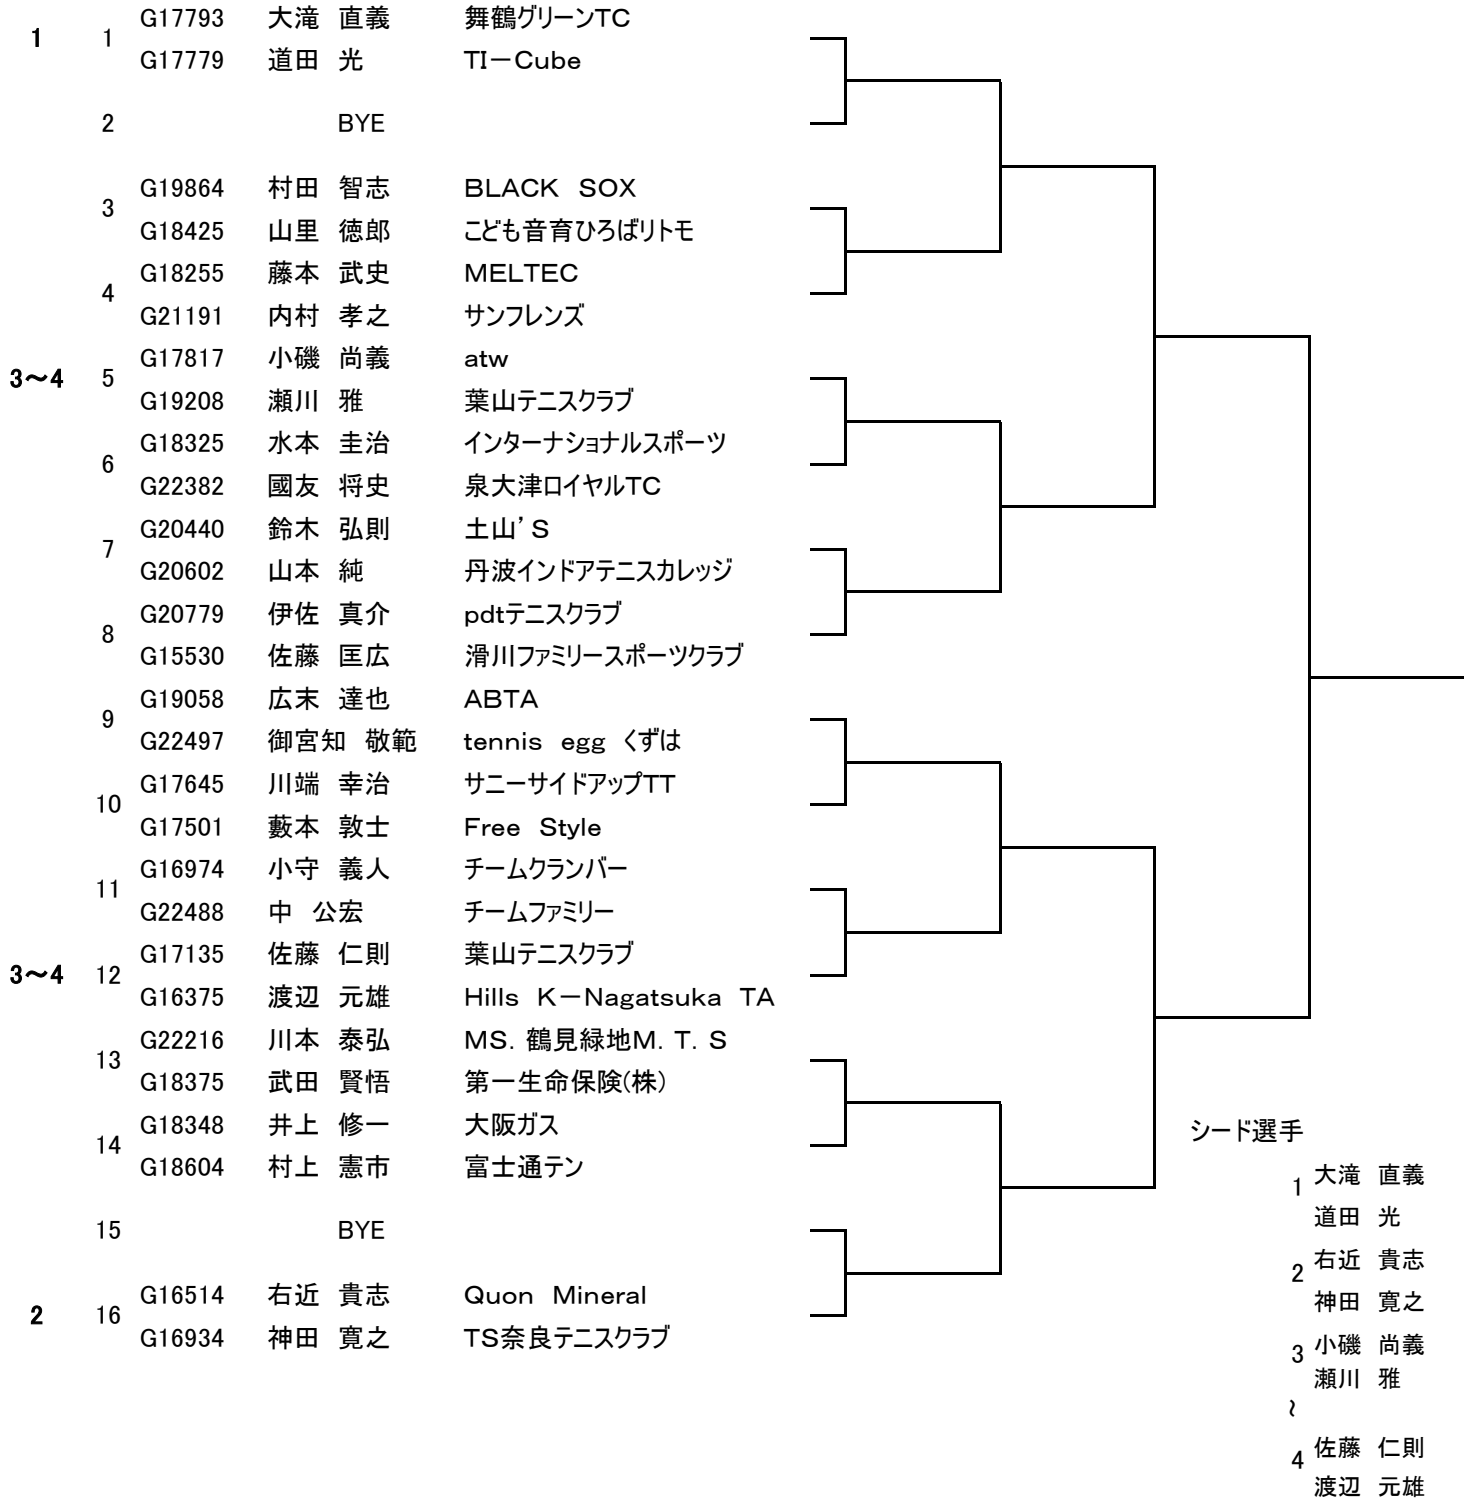 G17793 大滝 直義 舞鶴グリーンTC
1 1
G17779 道田 光 TI－Cube
2 BYE
G19864 村田 智志 BLACK SOX
3
G18425 山里 徳郎 こども音育ひろばリトモ
G18255 藤本 武史 MELTEC
4
G21191 内村 孝之 サンフレンズ
G17817 小磯 尚義 atw
3～4 5
G19208 瀬川 雅 葉山テニスクラブ
G18325 水本 圭治 インターナショナルスポーツ
6
G22382 國友 将史 泉大津ロイヤルTC
G20440 鈴木 弘則 土山’S
7
G20602 山本 純 丹波インドアテニスカレッジ
G20779 伊佐 真介 pdtテニスクラブ
8
G15530 佐藤 匡広 滑川ファミリースポーツクラブ
G19058 広末 達也 ABTA
9
G22497 御宮知 敬範 tennis egg くずは
G17645 川端 幸治 サニーサイドアップTT
10
G17501 藪本 敦士 Free Style
G16974 小守 義人 チームクランバー
11
G22488 中 公宏 チームファミリー
G17135 佐藤 仁則 葉山テニスクラブ
3～4 12
G16375 渡辺 元雄 Hills K－Nagatsuka TA
G22216 川本 泰弘 MS．鶴見緑地M．T．S
13
G18375 武田 賢悟 第一生命保険(株)
G18348 井上 修一 大阪ガス
14
G18604 村上 憲市 富士通テン
15 BYE
G16514 右近 貴志 Quon Mineral
2 16
G16934 神田 寛之 TS奈良テニスクラブ
シード選手
1 大滝 直義
道田 光
2 右近 貴志
神田 寛之
3 小磯 尚義
瀬川 雅
～
4 佐藤 仁則
渡辺 元雄